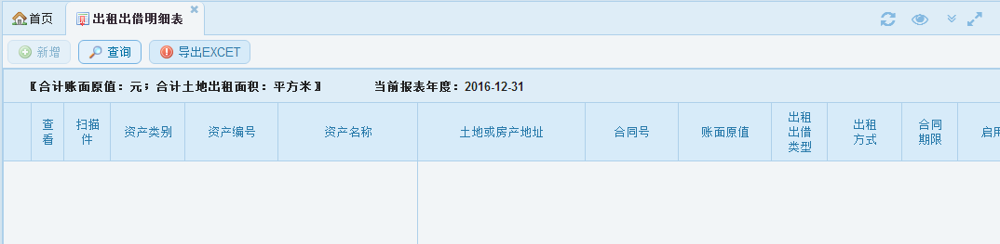 首页 出租出借明细表
新增 查询 导出EXCET
〖合计账面原值：元；合计土地出租面积：平方米〗 当前报表年度：2016-12-31
查看
扫描件
资产类别
资产编号
资产名称
土地或房产地址
合同号
账面原值
出租出借类型
出租方式
合同期限
启用